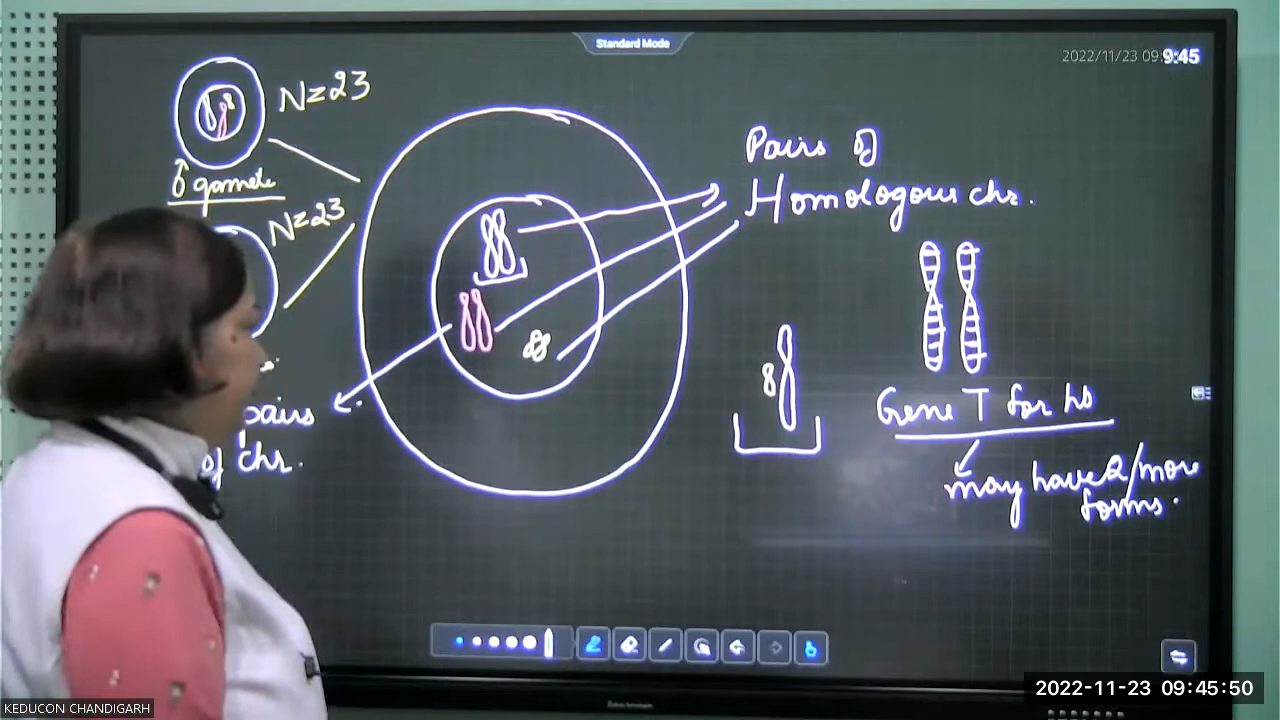 Standard Mode
2022/11/23 09:
9:45
N=23
♂ gamete
N=23
pairs
of chr.
Pairs of
Homologous chr.
Gene T for ht
may have 2/more
forms.
2022-11-23 09:45:50
KEDUCON CHANDIGARH